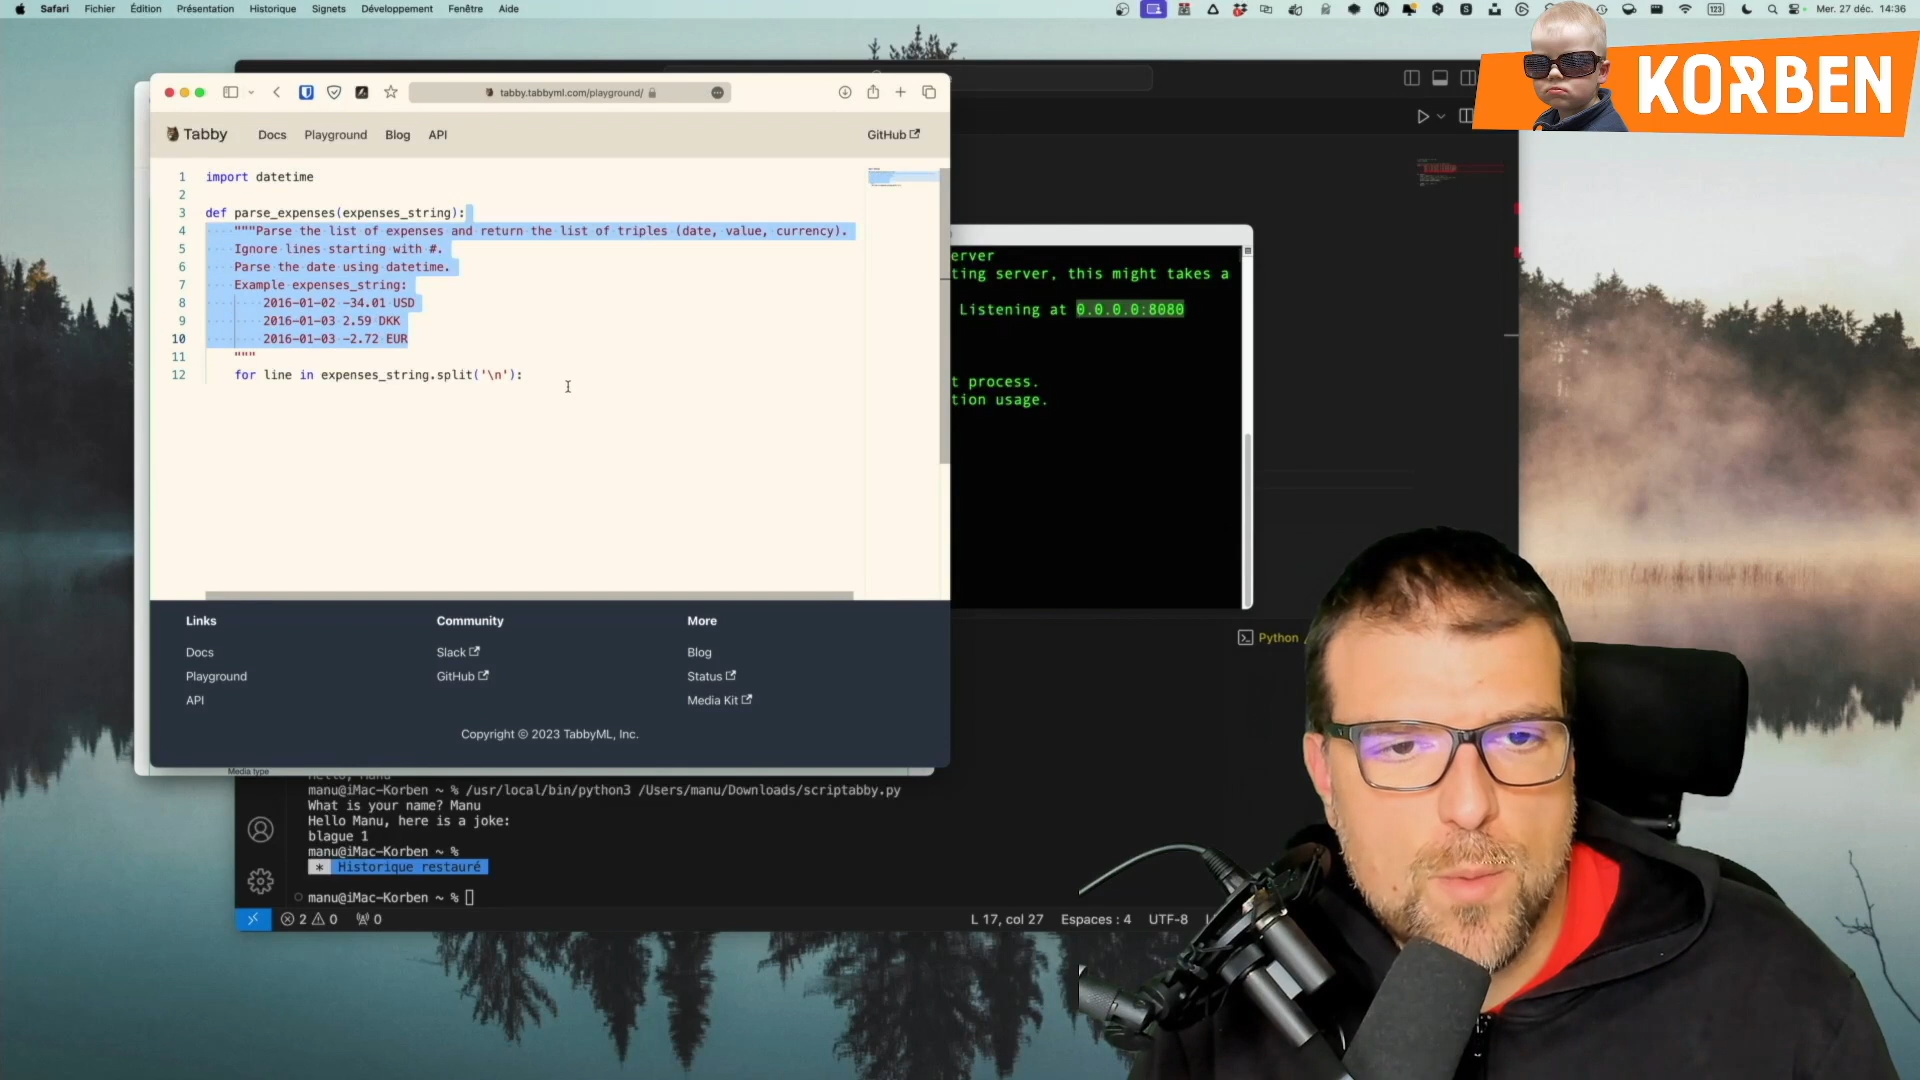 Safari Fichier Édition Présentation Historique Signets Développement Fenêtre Aide
123
Mer. 27 déc. 14:36
KORBEN
tabby.tabbyml.com/playground/
Tabby Docs Playground Blog API GitHub
1 import datetime
2
3 def parse_expenses(expenses_string):
4 """Parse the list of expenses and return the list of triples (date, value, currency).
5 Ignore lines starting with #.
6 Parse the date using datetime.
7 Example expenses_string:
8 2016-01-02 -34.01 USD
9 2016-01-03 2.59 DKK
10 2016-01-03 -2.72 EUR
11 """
12 for line in expenses_string.split('\n'):
erver
ting server, this might takes a
Listening at 0.0.0.0:8080
t process.
tion usage.
Links Community More
Docs Slack Blog
Playground GitHub Status
API Media Kit
Copyright © 2023 TabbyML, Inc.
Python
Media type
Hello, Manu
manu@iMac-Korben ~ % /usr/local/bin/python3 /Users/manu/Downloads/scriptabby.py
What is your name? Manu
Hello Manu, here is a joke:
blague 1
manu@iMac-Korben ~ %
* Historique restauré
manu@iMac-Korben ~ %
2 0 0
L 17, col 27 Espaces : 4 UTF-8